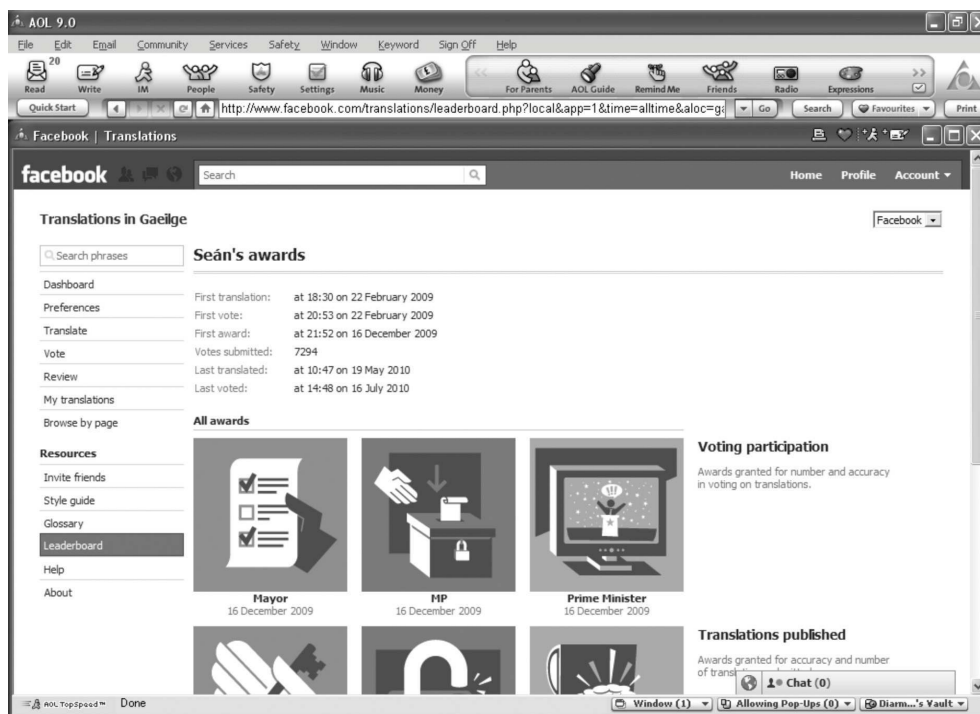 AOL 9.0
File Edit Email Community Services Safety Window Keyword Sign Off Help
20
Read Write IM People Safety Settings Music Money << For Parents AOL Guide Remind Me Friends Radio Expressions >>
Quick Start http://www.facebook.com/translations/leaderboard.php?local&app=1&time=alltime&aloc=ga Go Search Favourites Print
Facebook | Translations
facebook Search Home Profile Account
Translations in Gaeilge Facebook
Search phrases
Dashboard
Preferences
Translate
Vote
Review
My translations
Browse by page
Resources
Invite friends
Style guide
Glossary
Leaderboard
Help
About
Seán's awards
First translation: at 18:30 on 22 February 2009
First vote: at 20:53 on 22 February 2009
First award: at 21:52 on 16 December 2009
Votes submitted: 7294
Last translated: at 10:47 on 19 May 2010
Last voted: at 14:48 on 16 July 2010
All awards
Mayor
16 December 2009
MP
16 December 2009
Prime Minister
16 December 2009
Voting participation
Awards granted for number and accuracy
in voting on translations.
Translations published
Awards granted for accuracy and number
of
Chat (0)
AOL TopSpeed™ Done Window (1) Allowing Pop-Ups (0) Diarm...'s Vault